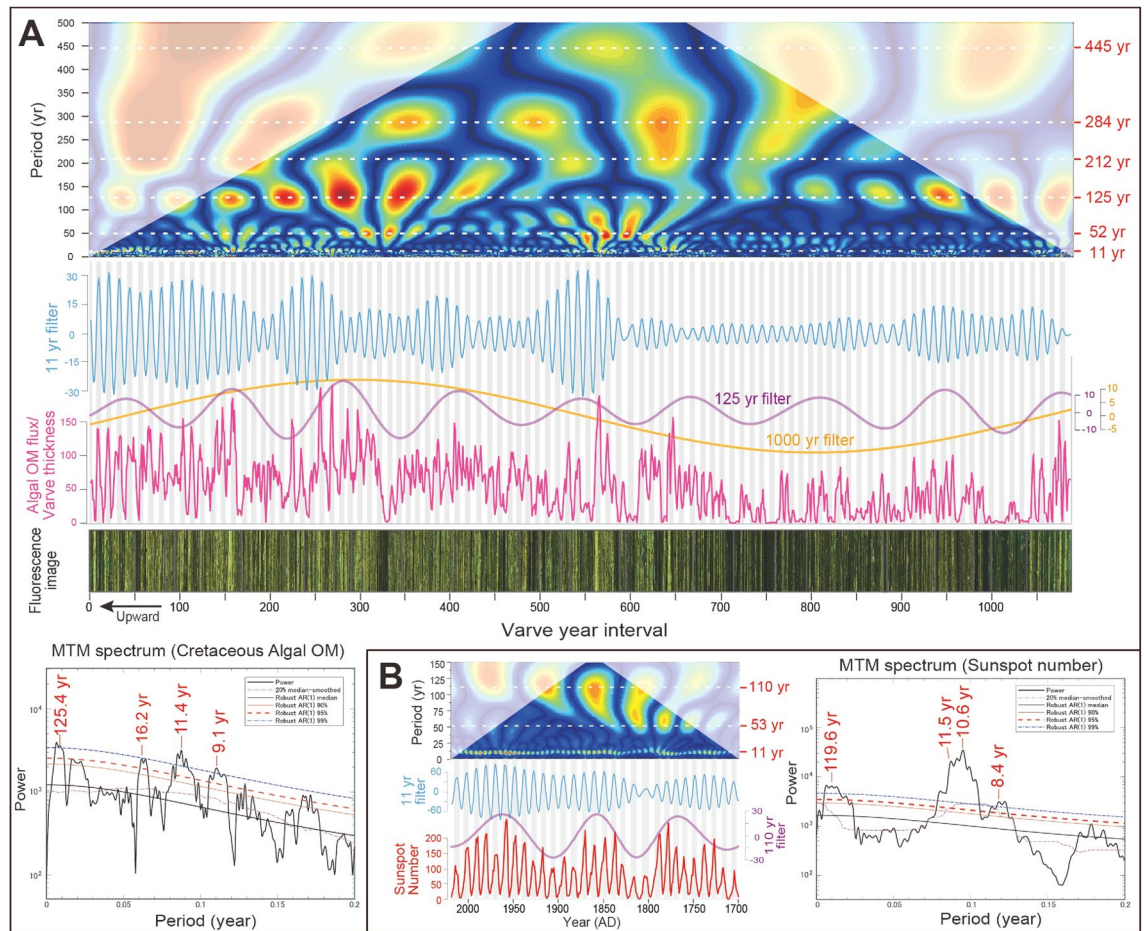 A
500
450
400
350
300
250
200
150
100
50
0
Period (yr)
445 yr
284 yr
212 yr
125 yr
52 yr
11 yr
30
15
0
-15
-30
11 yr filter
125 yr filter
1000 yr filter
10
0
-10
10
5
0
-5
150
100
50
0
Algal OM flux/
Varve thickness
Fluorescence
image
0 100 200 300 400 500 600 700 800 900 1000
Upward
Varve year interval
MTM spectrum (Cretaceous Algal OM)
125.4 yr
16.2 yr
11.4 yr
9.1 yr
Power
20% median-smoothed
Robust AR(1) median
Robust AR(1) 90%
Robust AR(1) 95%
Robust AR(1) 99%
10⁴
10³
10²
Power
0 0.05 0.1 0.15 0.2
Period (year)
B
150
125
100
75
50
25
0
Period (yr)
110 yr
53 yr
11 yr
60
0
-60
11 yr
filter
30
0
-30
110 yr
filter
200
150
100
50
0
Sunspot
Number
2000 1950 1900 1850 1800 1750 1700
Year (AD)
MTM spectrum (Sunspot number)
119.6 yr
11.5 yr
10.6 yr
8.4 yr
Power
20% median-smoothed
Robust AR(1) median
Robust AR(1) 90%
Robust AR(1) 95%
Robust AR(1) 99%
10⁵
10⁴
10³
10²
Power
0 0.05 0.1 0.15 0.2
Period (year)